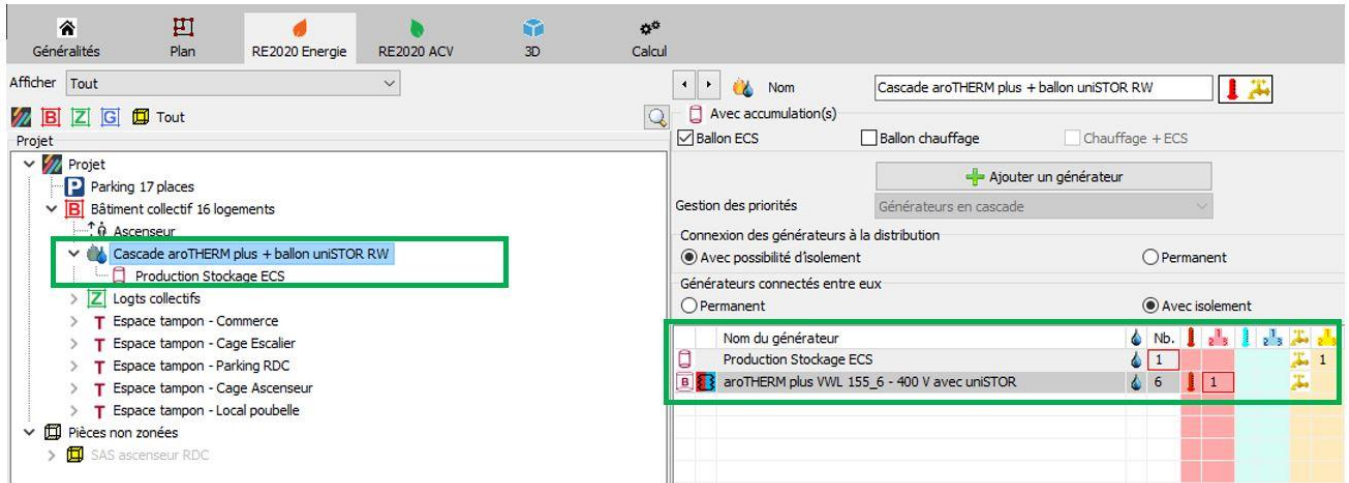 Généralités
Plan
RE2020 Energie
RE2020 ACV
3D
Calcul
Afficher Tout
B Z G Tout
Projet
Projet
P Parking 17 places
B Bâtiment collectif 16 logements
Ascenseur
Cascade aroTHERM plus + ballon uniSTOR RW
Production Stockage ECS
Z Logts collectifs
T Espace tampon - Commerce
T Espace tampon - Cage Escalier
T Espace tampon - Parking RDC
T Espace tampon - Cage Ascenseur
T Espace tampon - Local poubelle
Pièces non zonées
SAS ascenseur RDC
Nom Cascade aroTHERM plus + ballon uniSTOR RW
Avec accumulation(s)
Ballon ECS Ballon chauffage Chauffage + ECS
Ajouter un générateur
Gestion des priorités Générateurs en cascade
Connexion des générateurs à la distribution
Avec possibilité d'isolement Permanent
Générateurs connectés entre eux
Permanent Avec isolement
Nom du générateur Nb.
Production Stockage ECS 1 1
B aroTHERM plus VWL 155_6 - 400 V avec uniSTOR 6 1